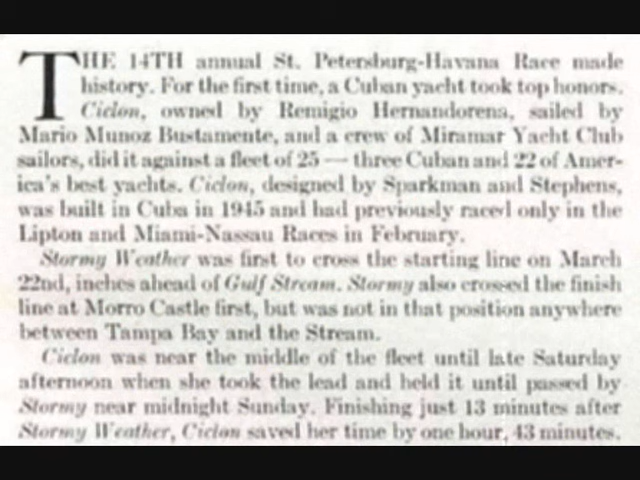 THE 14TH annual St. Petersburg-Havana Race made
history. For the first time, a Cuban yacht took top honors.
Ciclon, owned by Remigio Hernandorena, sailed by
Mario Munoz Bustamente, and a crew of Miramar Yacht Club
sailors, did it against a fleet of 25 — three Cuban and 22 of Amer-
ica's best yachts. Ciclon, designed by Sparkman and Stephens,
was built in Cuba in 1945 and had previously raced only in the
Lipton and Miami-Nassau Races in February.
Stormy Weather was first to cross the starting line on March
22nd, inches ahead of Gulf Stream. Stormy also crossed the finish
line at Morro Castle first, but was not in that position anywhere
between Tampa Bay and the Stream.
Ciclon was near the middle of the fleet until late Saturday
afternoon when she took the lead and held it until passed by
Stormy near midnight Sunday. Finishing just 13 minutes after
Stormy Weather, Ciclon saved her time by one hour, 43 minutes.